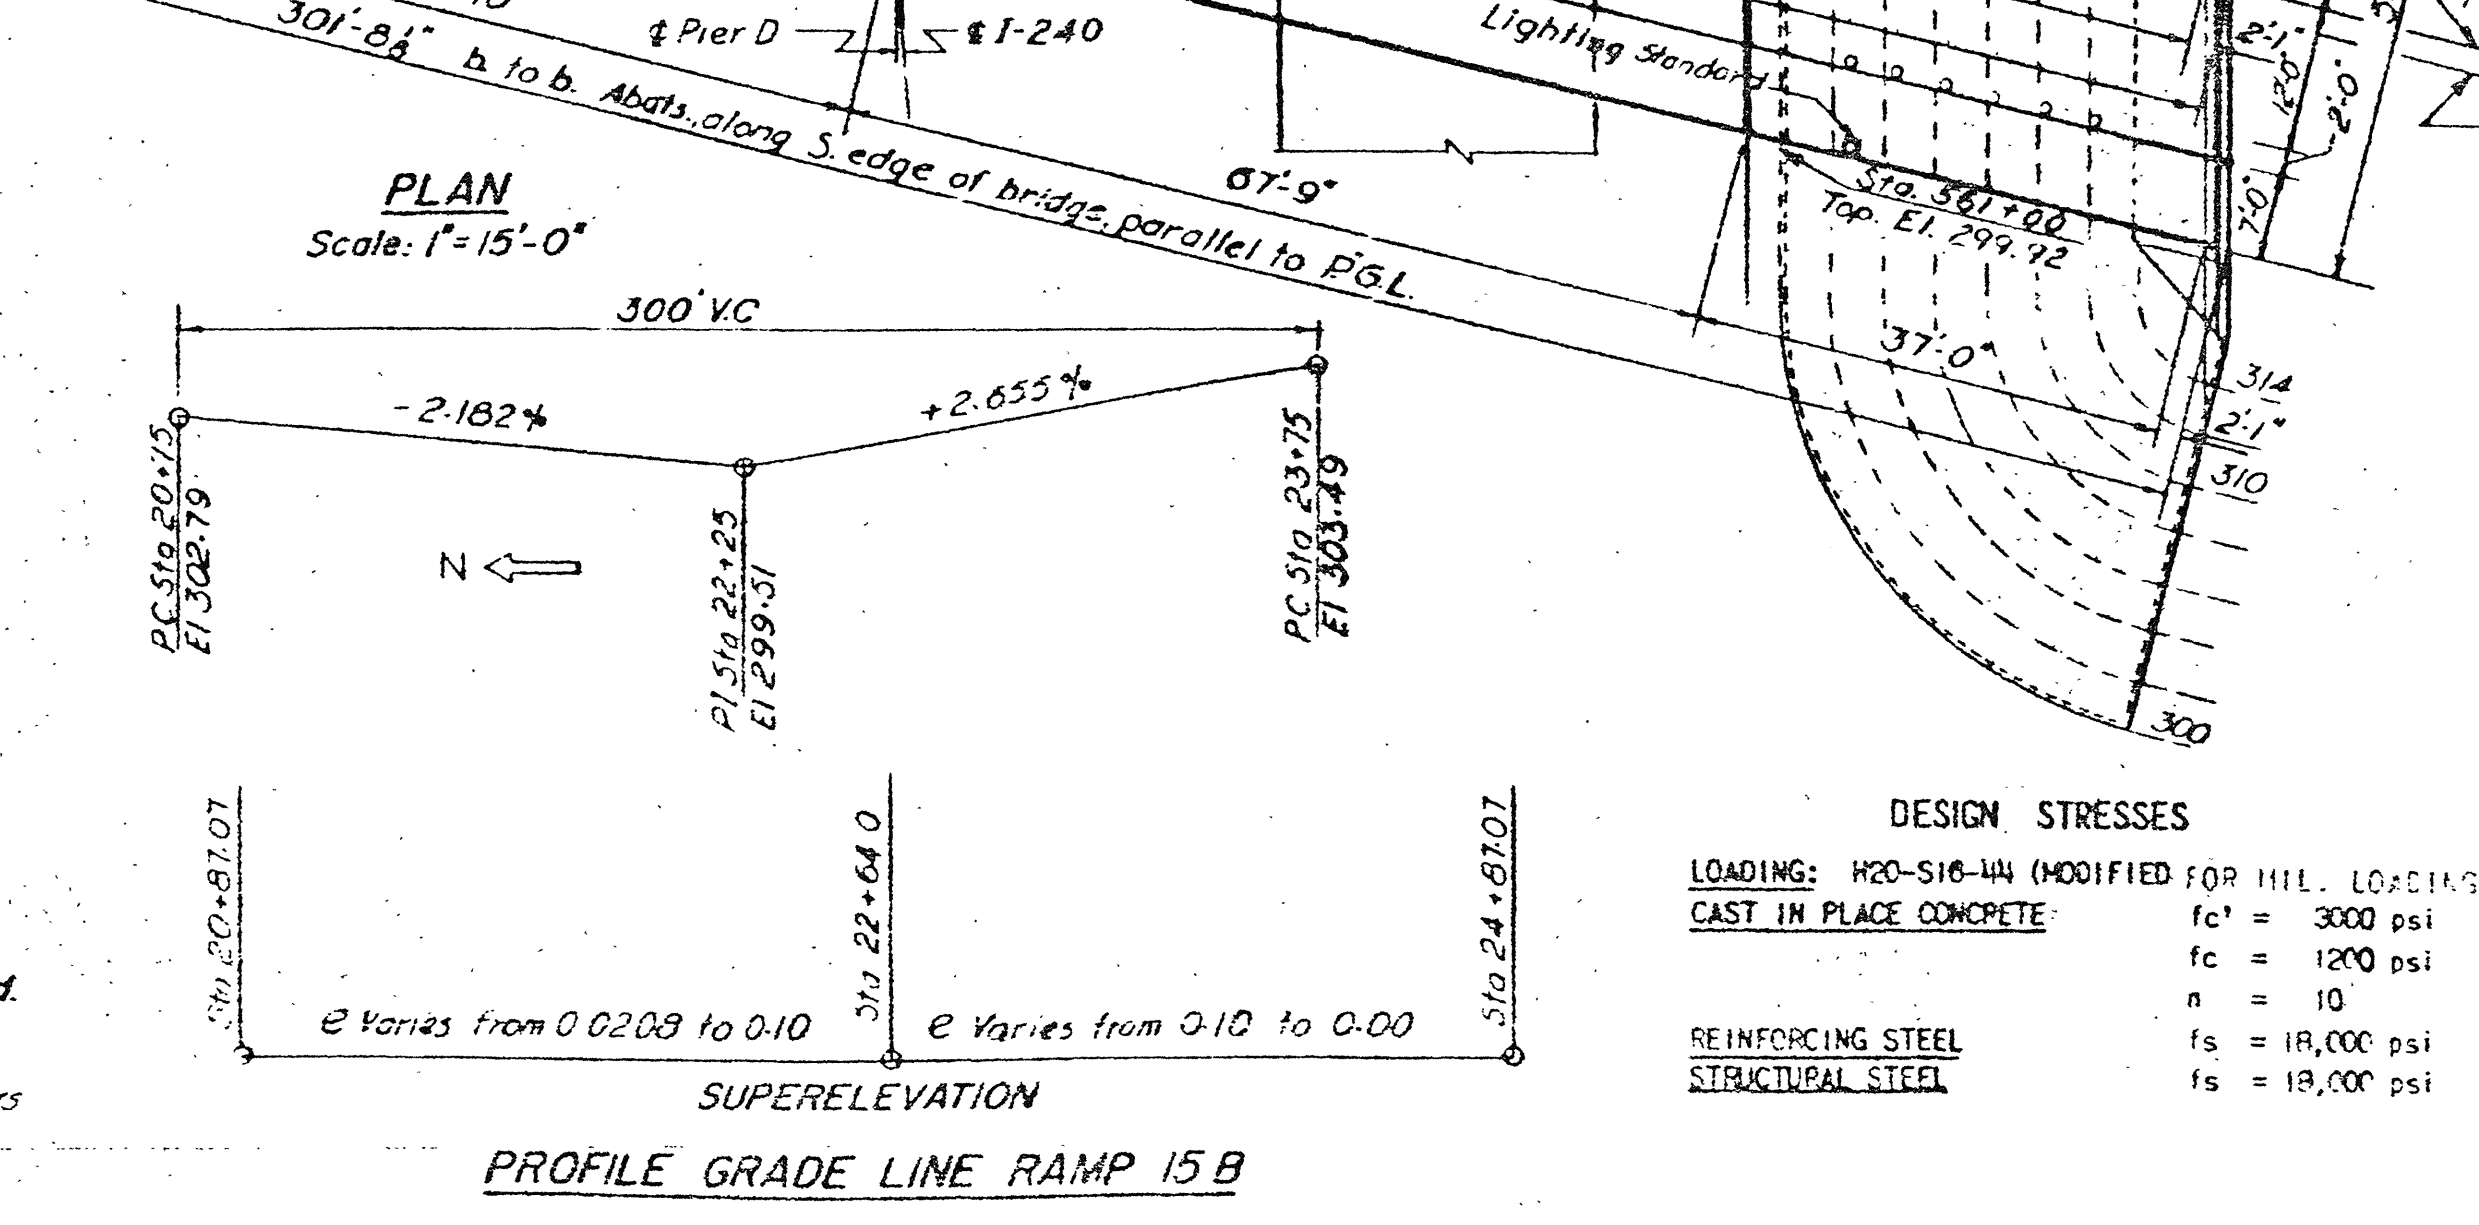 ℄ Pier D
℄ I-240
301'-8⅛" b. to b. Abats., along S. edge of bridge, parallel to P.G.L.
67'-9"
37'-0"
Lighting Standard
Sta. 561+00
Top. El. 299.92
2'-1"
12'-0"
2'-0"
7'-0"
314
2'-1"
310
300
PLAN
Scale: 1"=15'-0"
300' V.C
-2.182%
+2.655%
PC Sta 20+75
El 302.79
PI Sta 22+25
El 299.51
PC Sta 23+75
El 303.49
N
Sta 20+87.07
Sta 22+64 0
Sta 24+87.07
e Varies from 0 0208 to 0.10
e Varies from 0.10 to 0.00
SUPERELEVATION
PROFILE GRADE LINE RAMP 15 B
DESIGN STRESSES
LOADING: H20-S16-44 (MODIFIED FOR MIL. LOADING
CAST IN PLACE CONCRETE fc' = 3000 psi
fc = 1200 psi
n = 10
REINFORCING STEEL fs = 18,000 psi
STRUCTURAL STEEL fs = 18,000 psi